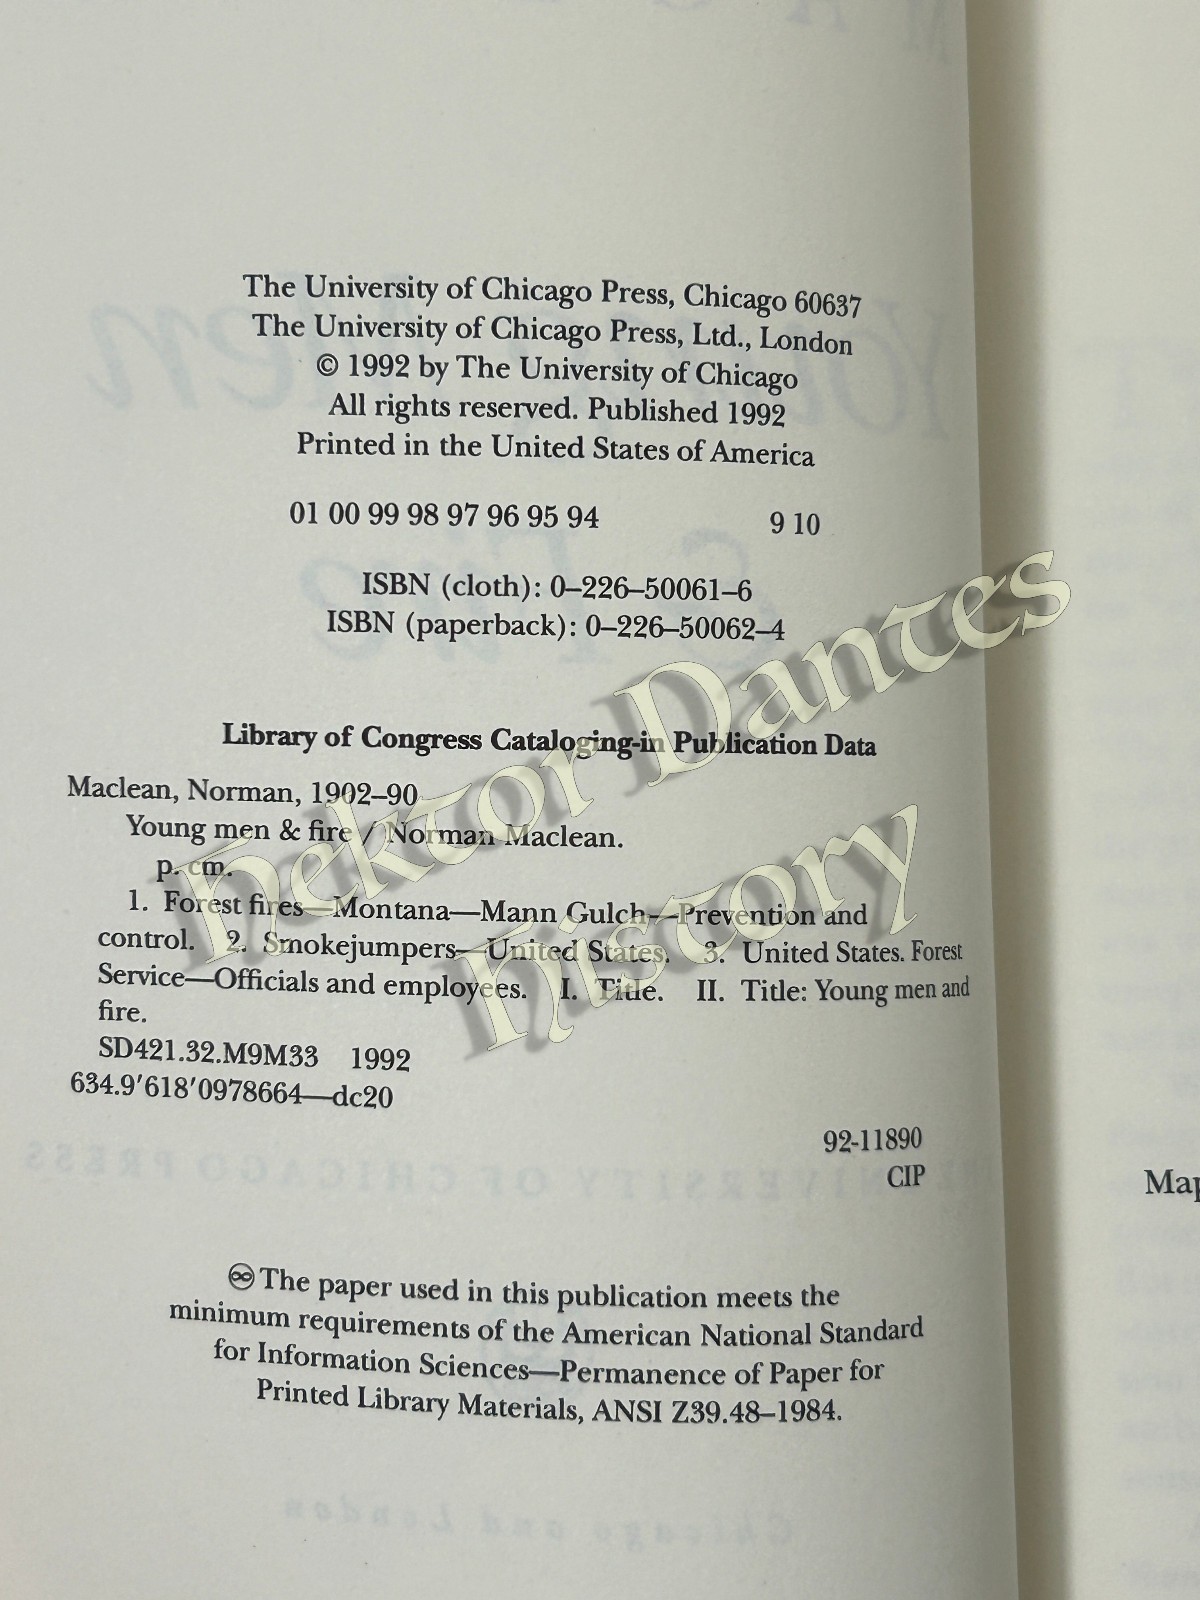 The University of Chicago Press, Chicago 60637
The University of Chicago Press, Ltd., London
© 1992 by The University of Chicago
All rights reserved. Published 1992
Printed in the United States of America
01 00 99 98 97 96 95 94 9 10
ISBN (cloth): 0–226–50061–6
ISBN (paperback): 0–226–50062–4
Library of Congress Cataloging-in Publication Data
Maclean, Norman, 1902–90
Young men & fire / Norman Maclean.
p. cm.
1. Forest fires—Montana—Mann Gulch—Prevention and
control. 2. Smokejumpers—United States. 3. United States. Forest
Service—Officials and employees. I. Title. II. Title: Young men and
fire.
SD421.32.M9M33 1992
634.9′618′0978664—dc20
92-11890
CIP
♾ The paper used in this publication meets the
minimum requirements of the American National Standard
for Information Sciences—Permanence of Paper for
Printed Library Materials, ANSI Z39.48–1984.
Hektor Dantes
History